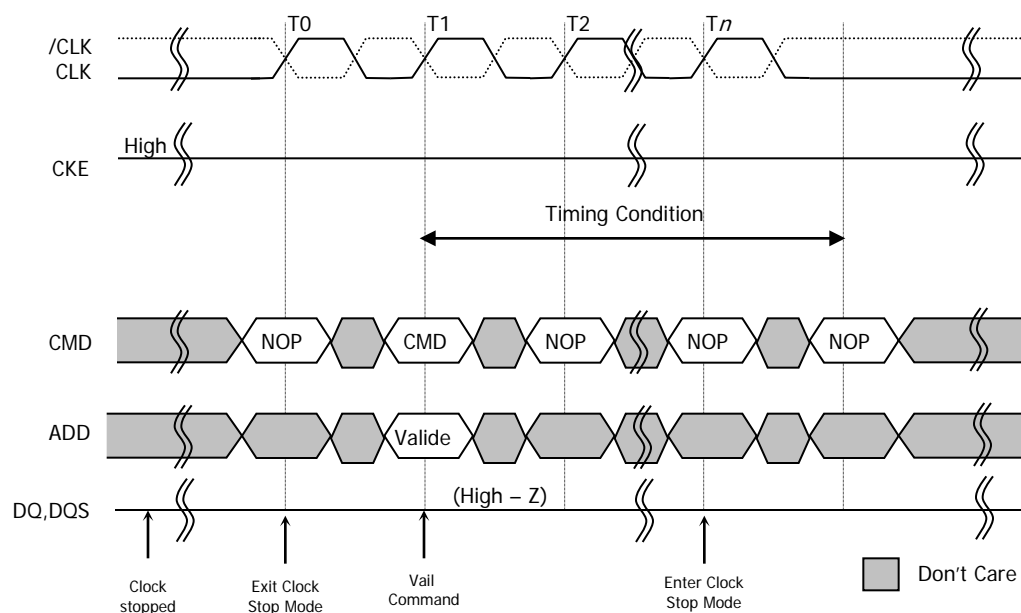 T0 T1 T2 Tn
/CLK
CLK
High
CKE
Timing Condition
CMD NOP CMD NOP NOP NOP
ADD Valide
(High – Z)
DQ,DQS
Clock
stopped
Exit Clock
Stop Mode
Vail
Command
Enter Clock
Stop Mode
Don't Care